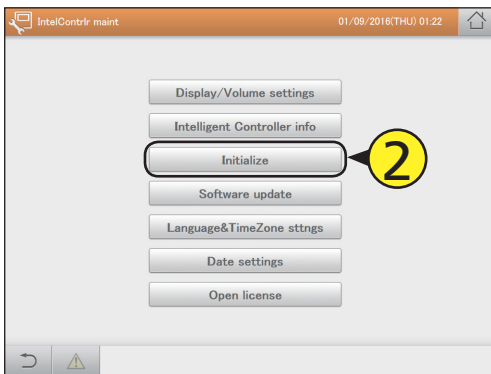 IntelContrlr maint
01/09/2016(THU) 01:22
Display/Volume settings
Intelligent Controller info
Initialize
2
Software update
Language&TimeZone sttngs
Date settings
Open license